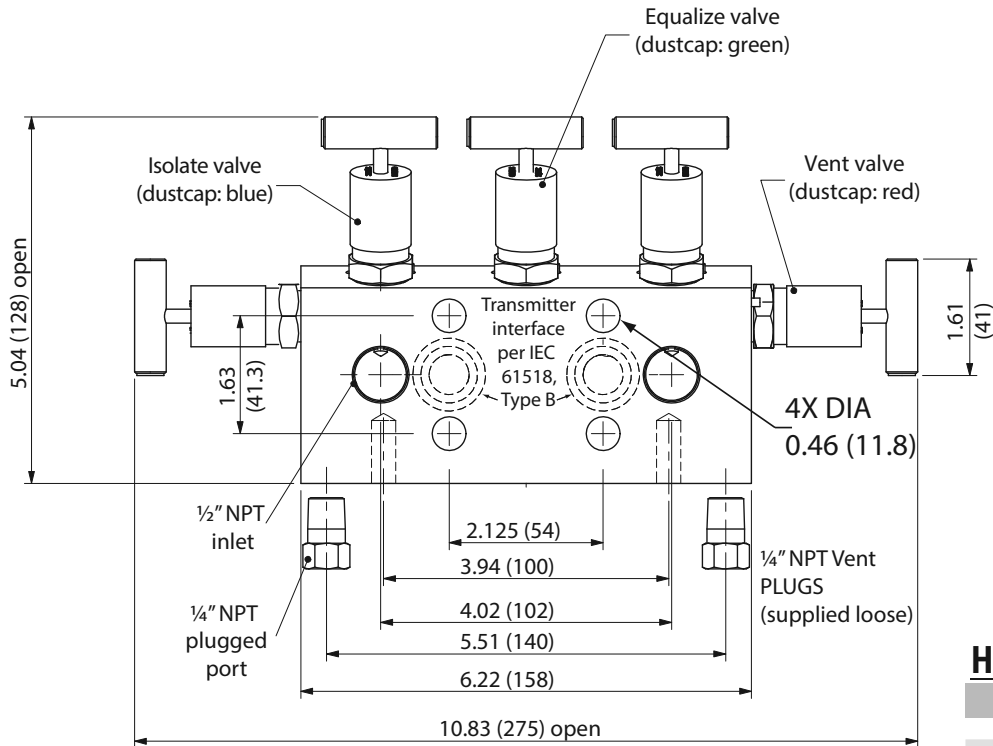 Equalize valve
(dustcap: green)
Isolate valve
(dustcap: blue)
Vent valve
(dustcap: red)
5.04 (128) open
1.61
(41)
1.63
(41.3)
Transmitter
interface
per IEC
61518,
Type B
4X DIA
0.46 (11.8)
½” NPT
inlet
¼” NPT
plugged
port
2.125 (54)
3.94 (100)
4.02 (102)
5.51 (140)
6.22 (158)
10.83 (275) open
¼” NPT Vent
PLUGS
(supplied loose)
H